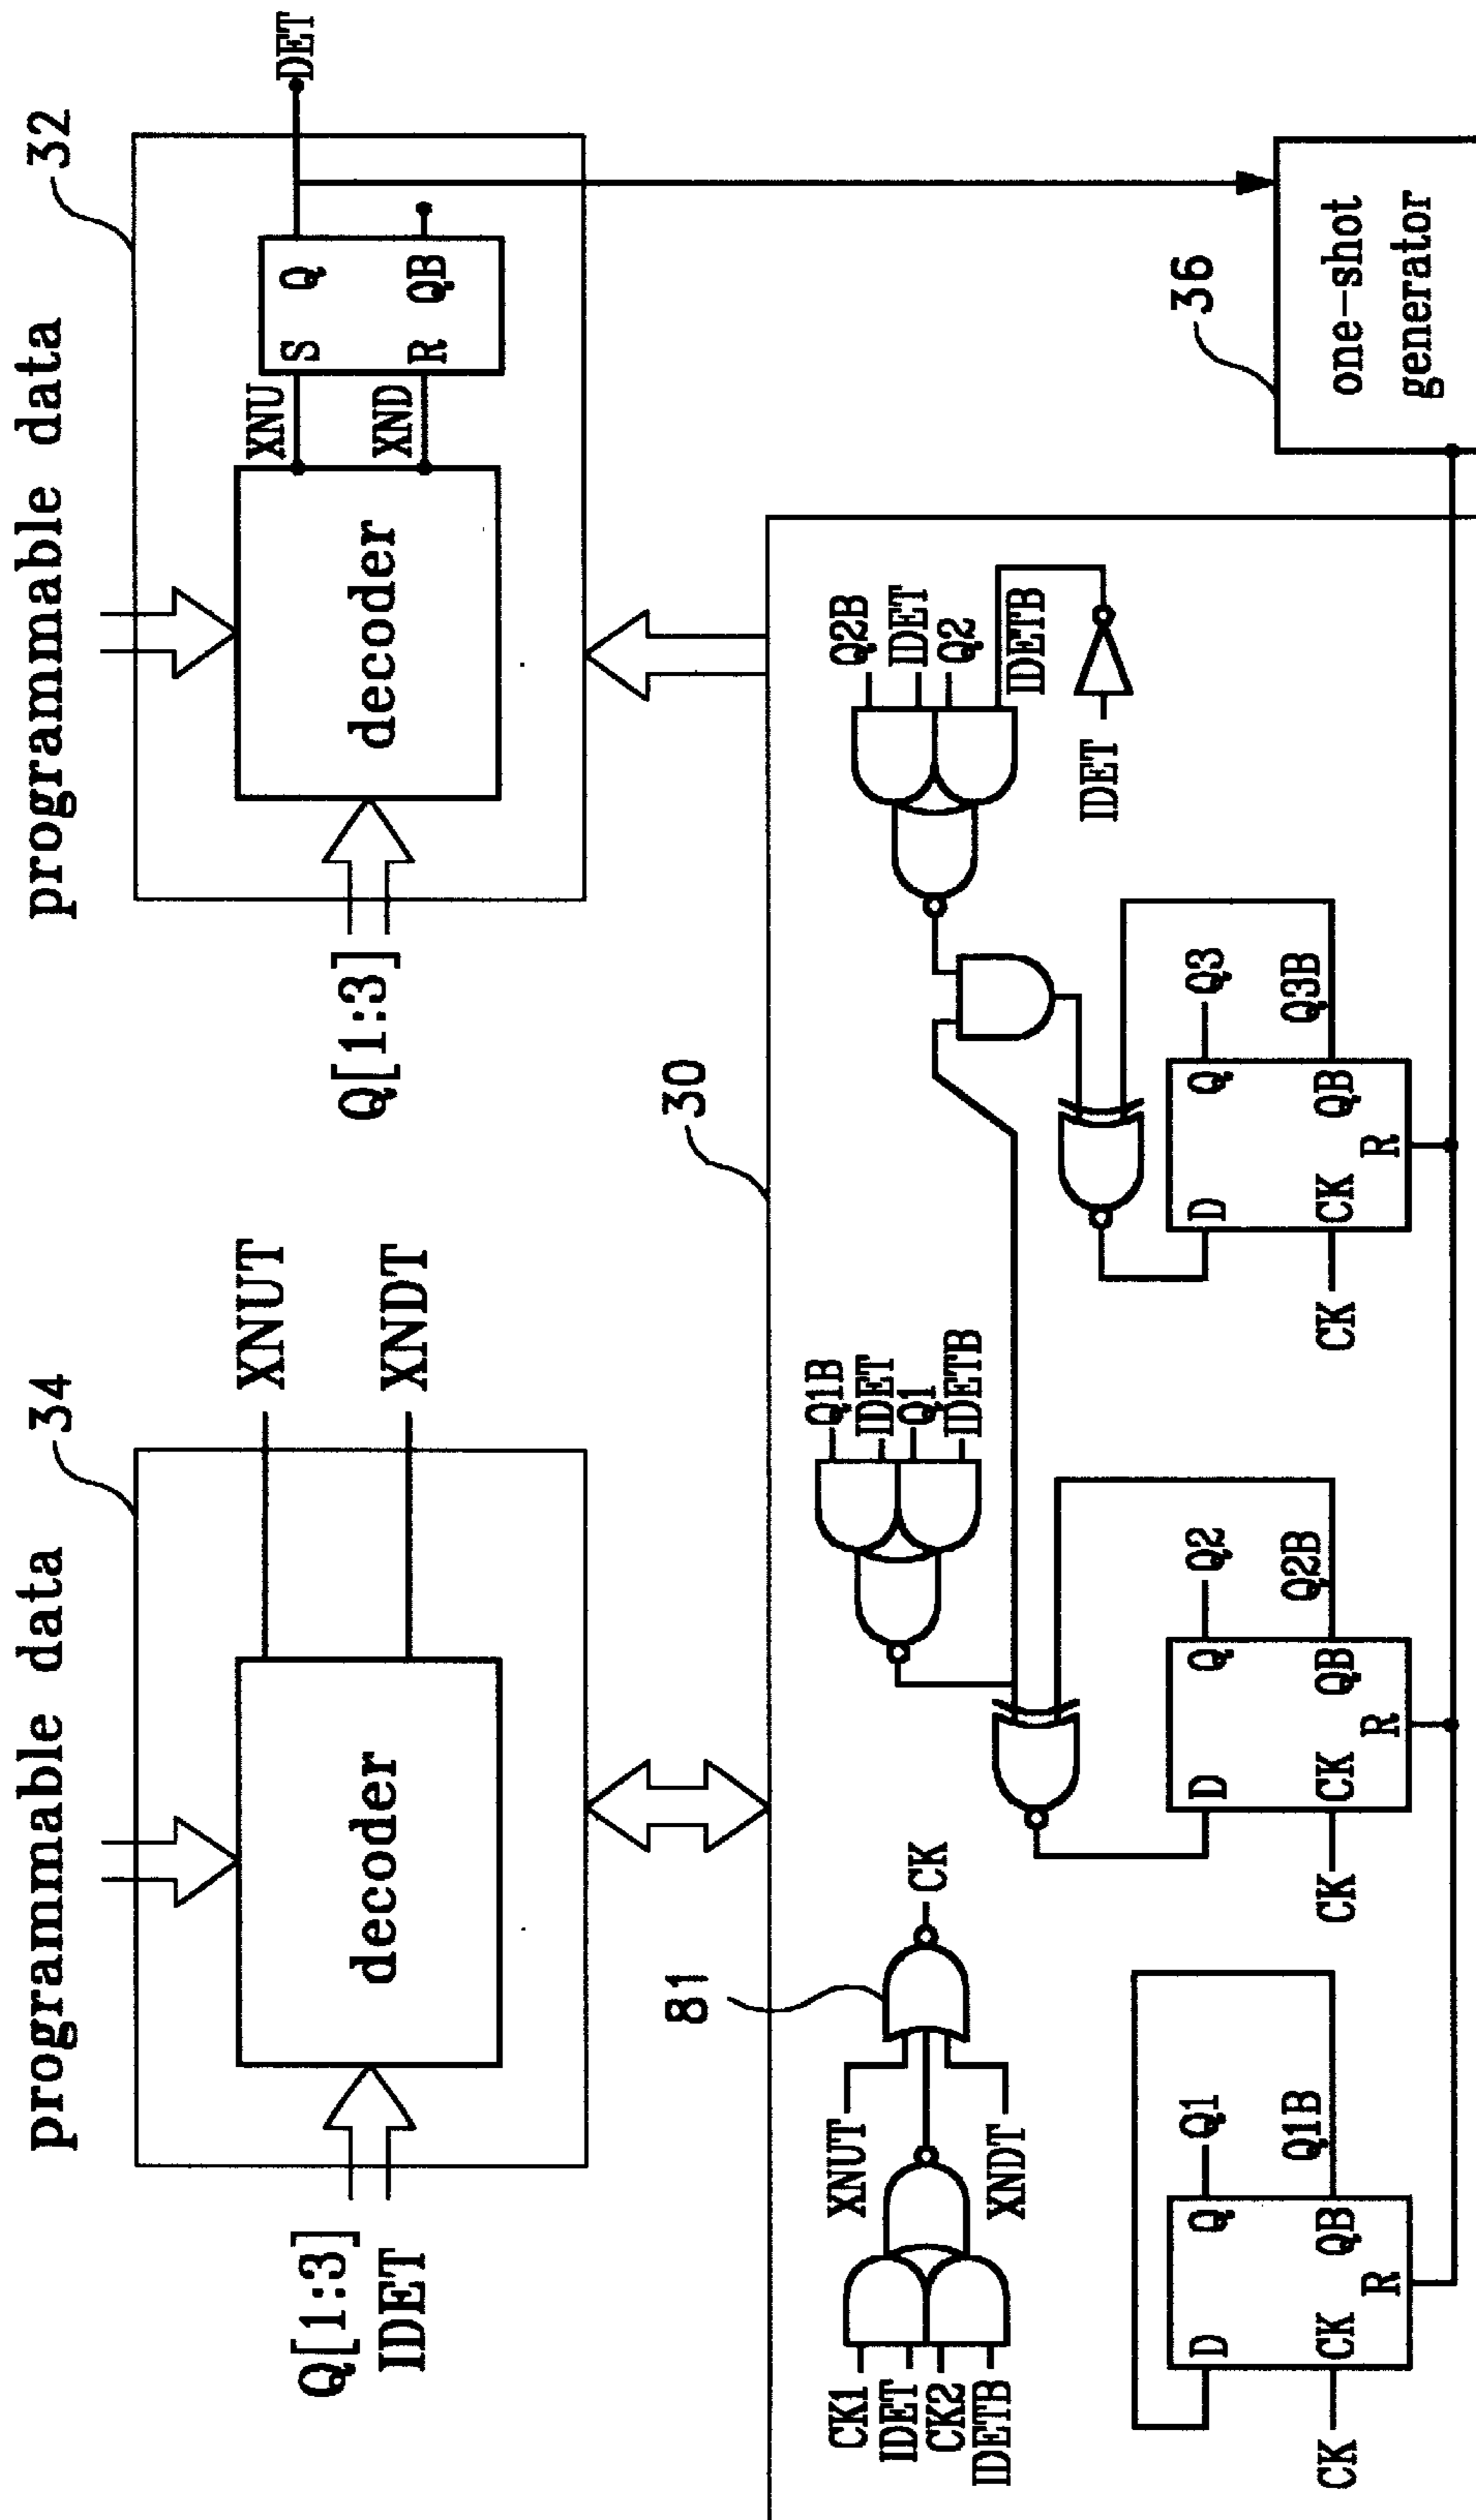 programmable data
34
Q[1:3]
IDET
decoder
XNUT
XNDT
programmable data
32
Q[1:3]
decoder
XNU
XND
S
Q
R
QB
DET
30
81
CK1
IDET
CK2
IDETB
XNUT
XNDT
CK
Q1B
IDET
Q1
IDETB
Q2B
IDET
Q2
IDETB
IDET
D
Q
Q1
CK
CK
QB
Q1B
R
D
Q
Q2
CK
CK
QB
Q2B
R
D
Q
Q3
CK
CK
QB
Q3B
R
36
one-shot
generator